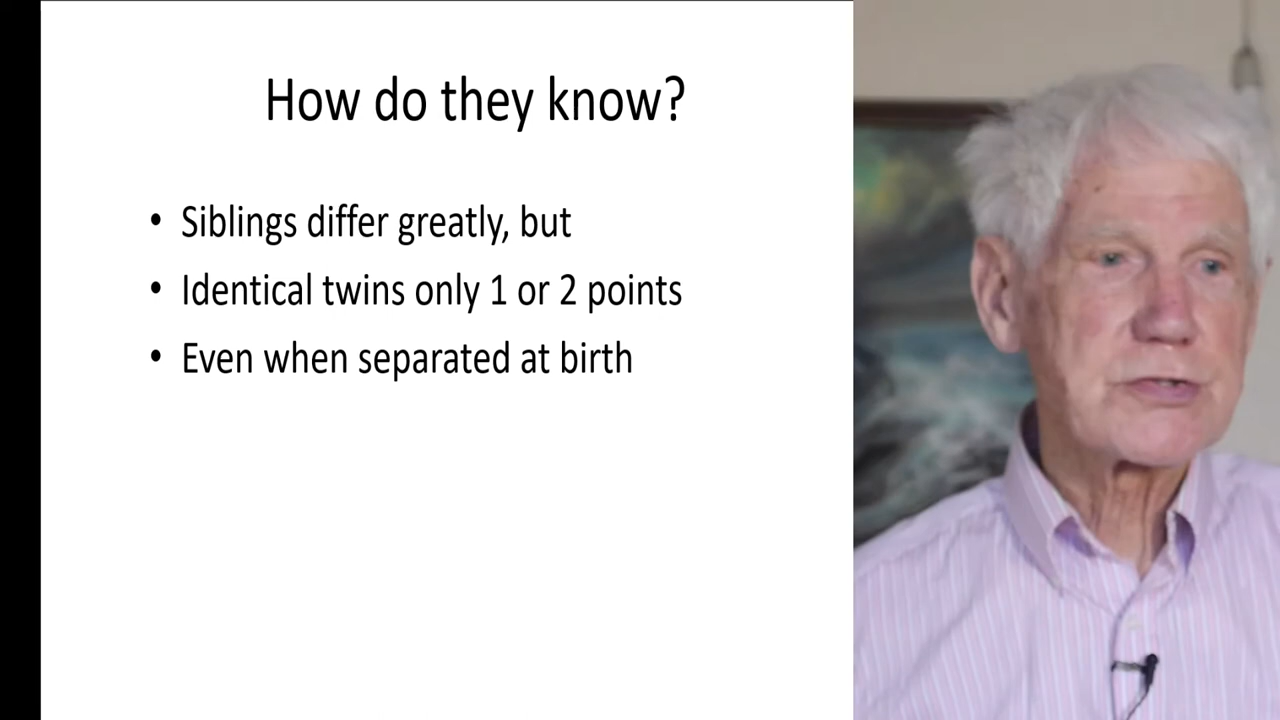 How do they know?
• Siblings differ greatly, but
• Identical twins only 1 or 2 points
• Even when separated at birth